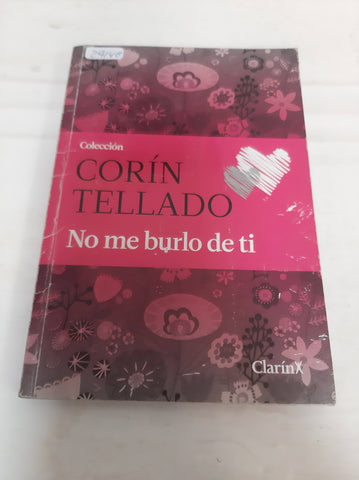 Colección
CORÍN
TELLADO
No me burlo de ti
Clarín